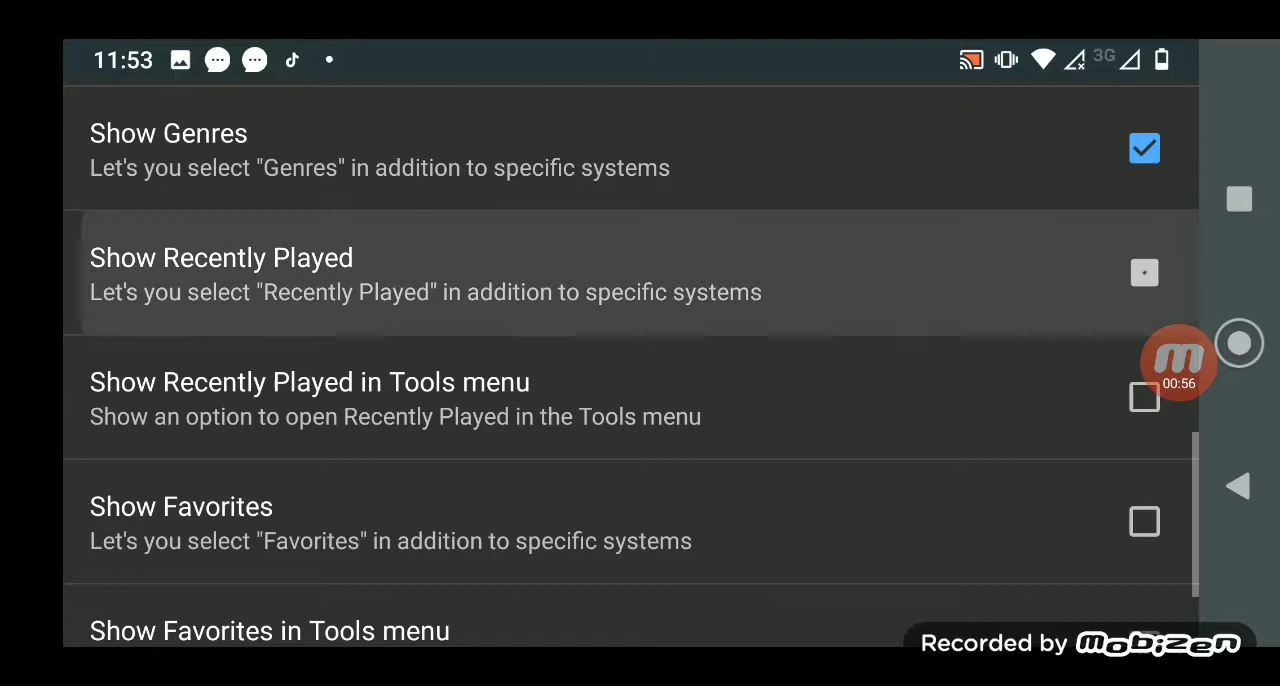 11:53
3G
Show Genres
Let's you select "Genres" in addition to specific systems
Show Recently Played
Let's you select "Recently Played" in addition to specific systems
Show Recently Played in Tools menu
Show an option to open Recently Played in the Tools menu
00:56
Show Favorites
Let's you select "Favorites" in addition to specific systems
Show Favorites in Tools menu
Recorded by mobizen